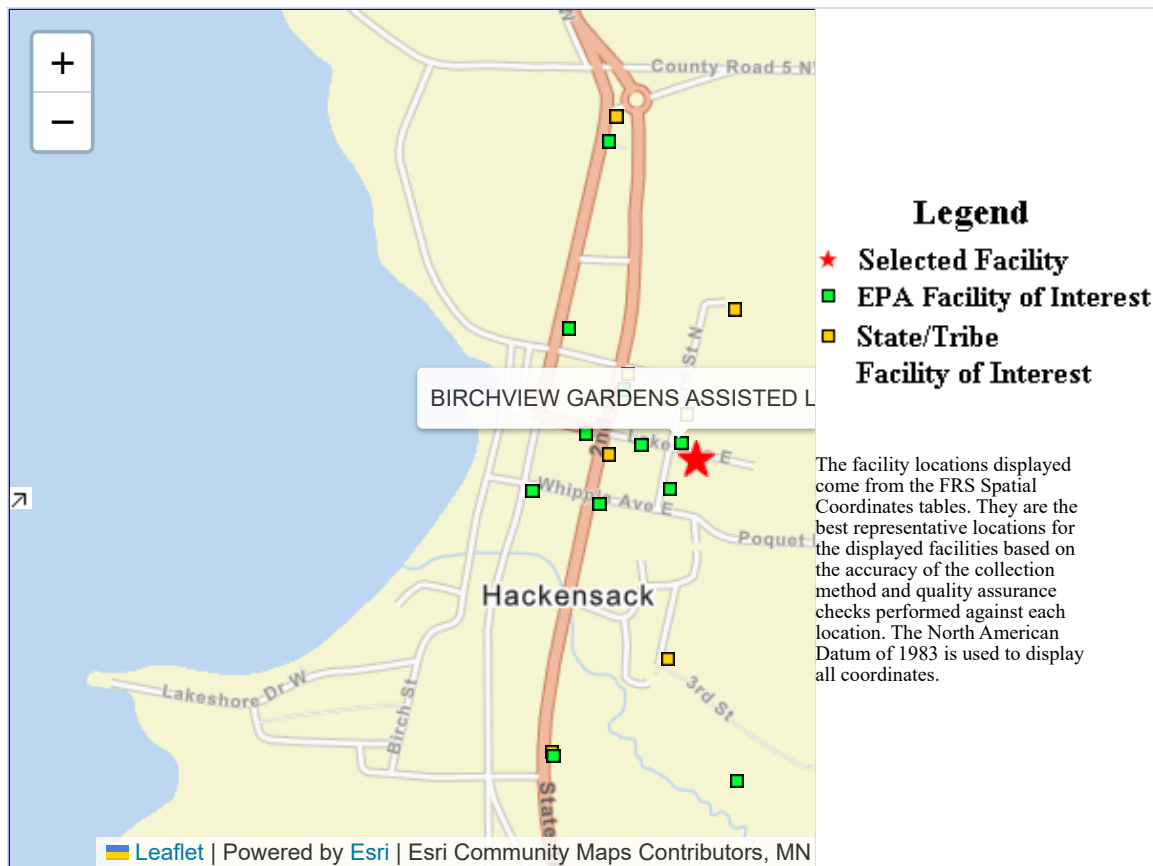 +
−
County Road 5 N
BIRCHVIEW GARDENS ASSISTED L
St N
2nd
Lake
E
Whipple Ave E
Poquet
Hackensack
Lakeshore Dr W
Birch St
3rd St
State
Leaflet | Powered by Esri | Esri Community Maps Contributors, MN
Legend
Selected Facility
EPA Facility of Interest
State/Tribe
Facility of Interest
The facility locations displayed
come from the FRS Spatial
Coordinates tables. They are the
best representative locations for
the displayed facilities based on
the accuracy of the collection
method and quality assurance
checks performed against each
location. The North American
Datum of 1983 is used to display
all coordinates.